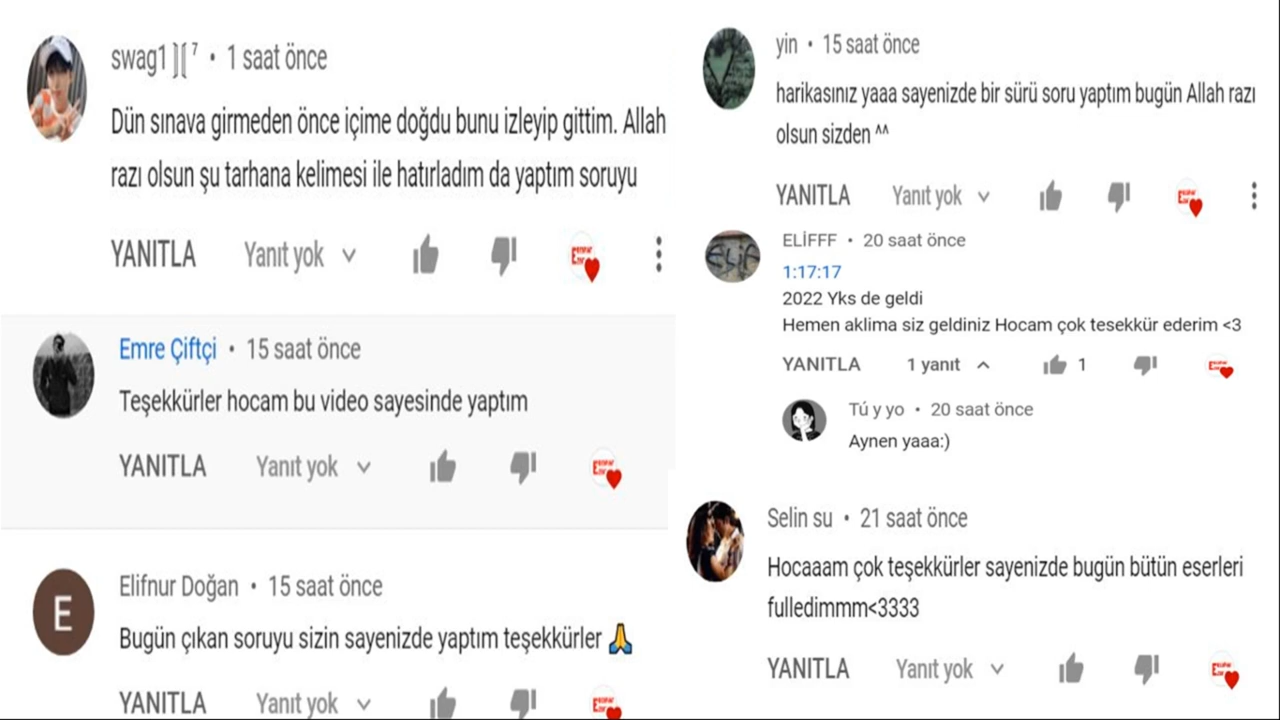 swag1 ⁷ • 1 saat önce
Dün sınava girmeden önce içime doğdu bunu izleyip gittim. Allah
razı olsun şu tarhana kelimesi ile hatırladım da yaptım soruyu
YANITLA Yanıt yok
Emre Çiftçi • 15 saat önce
Teşekkürler hocam bu video sayesinde yaptım
YANITLA Yanıt yok
E
Elifnur Doğan • 15 saat önce
Bugün çıkan soruyu sizin sayenizde yaptım teşekkürler 🙏
YANITLA Yanıt yok
yin • 15 saat önce
harikasınız yaaa sayenizde bir sürü soru yaptım bugün Allah razı
olsun sizden ^^
YANITLA Yanıt yok
ELİFFF • 20 saat önce
1:17:17
2022 Yks de geldi
Hemen aklima siz geldiniz Hocam çok tesekkür ederim <3
YANITLA 1 yanıt 1
Tú y yo • 20 saat önce
Aynen yaaa:)
Selin su • 21 saat önce
Hocaaam çok teşekkürler sayenizde bugün bütün eserleri
fulledimmm<3333
YANITLA Yanıt yok